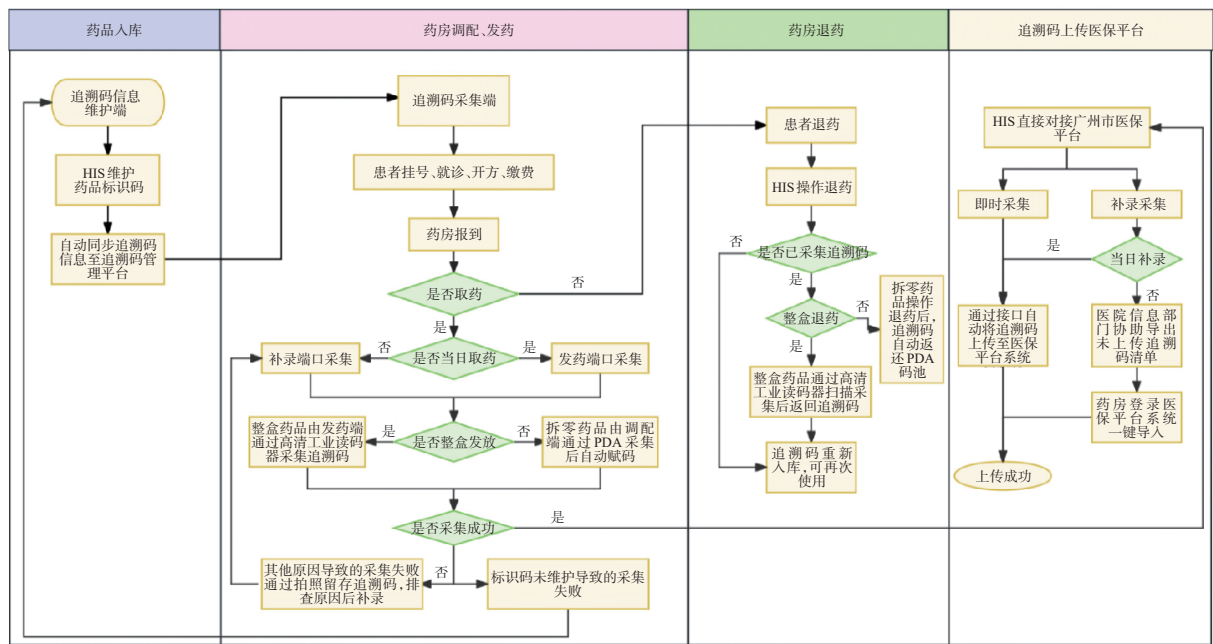 药品入库
药房调配、发药
药房退药
追溯码上传医保平台
追溯码信息
维护端
HIS维护
药品标识码
自动同步追溯码
信息至追溯码管
理平台
追溯码采集端
患者挂号、就诊、开方、缴费
药房报到
是否取药
否
是
是否当日取药
否
是
补录端口采集
发药端口采集
是否整盒发放
是
否
整盒药品由发药端
通过高清工业读码
器采集追溯码
拆零药品由调配
端通过PDA采集
后自动赋码
是否采集成功
是
否
其他原因导致的采集失败
通过拍照留存追溯码,排
查原因后补录
标识码未维护导致的采集
失败
患者退药
HIS操作退药
否
是否已采集追溯码
是
整盒退药
否
拆零药
品操作
退药后,
追溯码
自动返
还PDA
码池
是
整盒药品通过高清
工业读码器扫描采
集后返回追溯码
追溯码重新
入库,可再次
使用
HIS直接对接广州市医保
平台
即时采集
补录采集
是
当日补录
否
通过接口自
动将追溯码
上传至医保
平台系统
医院信息部
门协助导出
未上传追溯
码清单
药房登录医
保平台系统
一键导入
上传成功